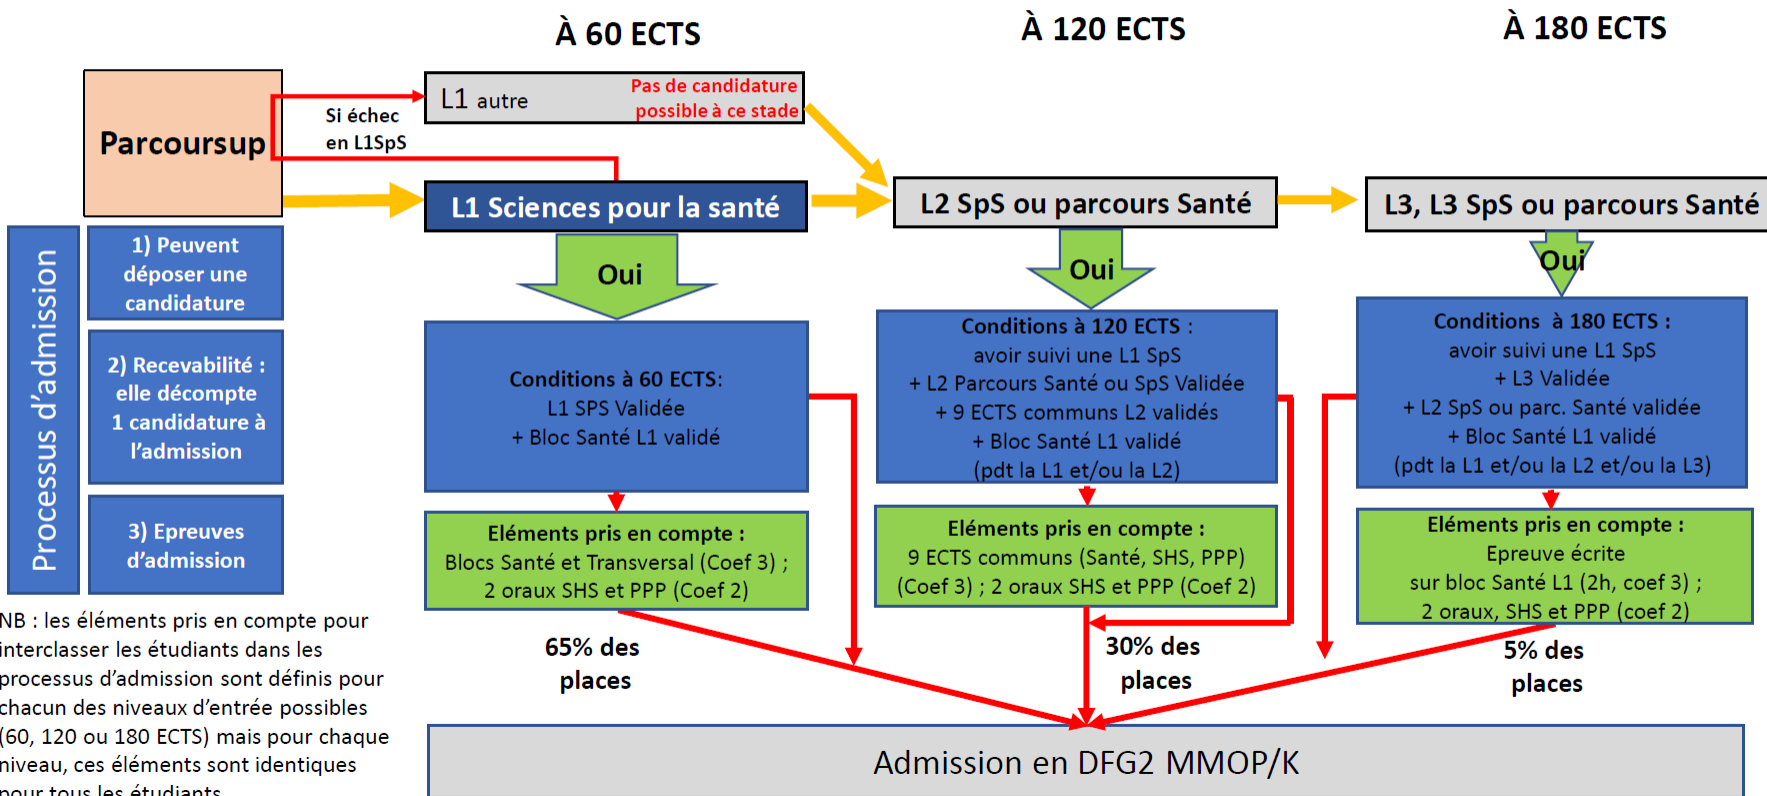 À 60 ECTS
À 120 ECTS
À 180 ECTS
Parcoursup
Si échec
en L1SpS
L1 autre
Pas de candidature
possible à ce stade
L1 Sciences pour la santé
L2 SpS ou parcours Santé
L3, L3 SpS ou parcours Santé
Oui
Oui
Oui
Processus d’admission
1) Peuvent
déposer une
candidature
2) Recevabilité :
elle décompte
1 candidature à
l’admission
3) Epreuves
d’admission
Conditions à 60 ECTS:
L1 SPS Validée
+ Bloc Santé L1 validé
Conditions à 120 ECTS :
avoir suivi une L1 SpS
+ L2 Parcours Santé ou SpS Validée
+ 9 ECTS communs L2 validés
+ Bloc Santé L1 validé
(pdt la L1 et/ou la L2)
Conditions à 180 ECTS :
avoir suivi une L1 SpS
+ L3 Validée
+ L2 SpS ou parc. Santé validée
+ Bloc Santé L1 validé
(pdt la L1 et/ou la L2 et/ou la L3)
Eléments pris en compte :
Blocs Santé et Transversal (Coef 3) ;
2 oraux SHS et PPP (Coef 2)
Eléments pris en compte :
9 ECTS communs (Santé, SHS, PPP)
(Coef 3) ; 2 oraux SHS et PPP (Coef 2)
Eléments pris en compte :
Epreuve écrite
sur bloc Santé L1 (2h, coef 3) ;
2 oraux, SHS et PPP (coef 2)
65% des
places
30% des
places
5% des
places
NB : les éléments pris en compte pour
interclasser les étudiants dans les
processus d’admission sont définis pour
chacun des niveaux d’entrée possibles
(60, 120 ou 180 ECTS) mais pour chaque
niveau, ces éléments sont identiques
pour tous les étudiants
Admission en DFG2 MMOP/K